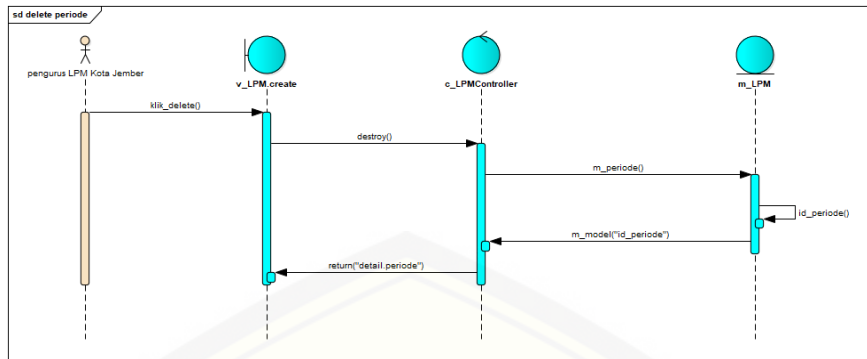 sd delete periode
pengurus LPM Kota Jember
v_LPM.create
c_LPMController
m_LPM
klik_delete()
destroy()
m_periode()
id_periode()
m_model("id_periode")
return("detail.periode")